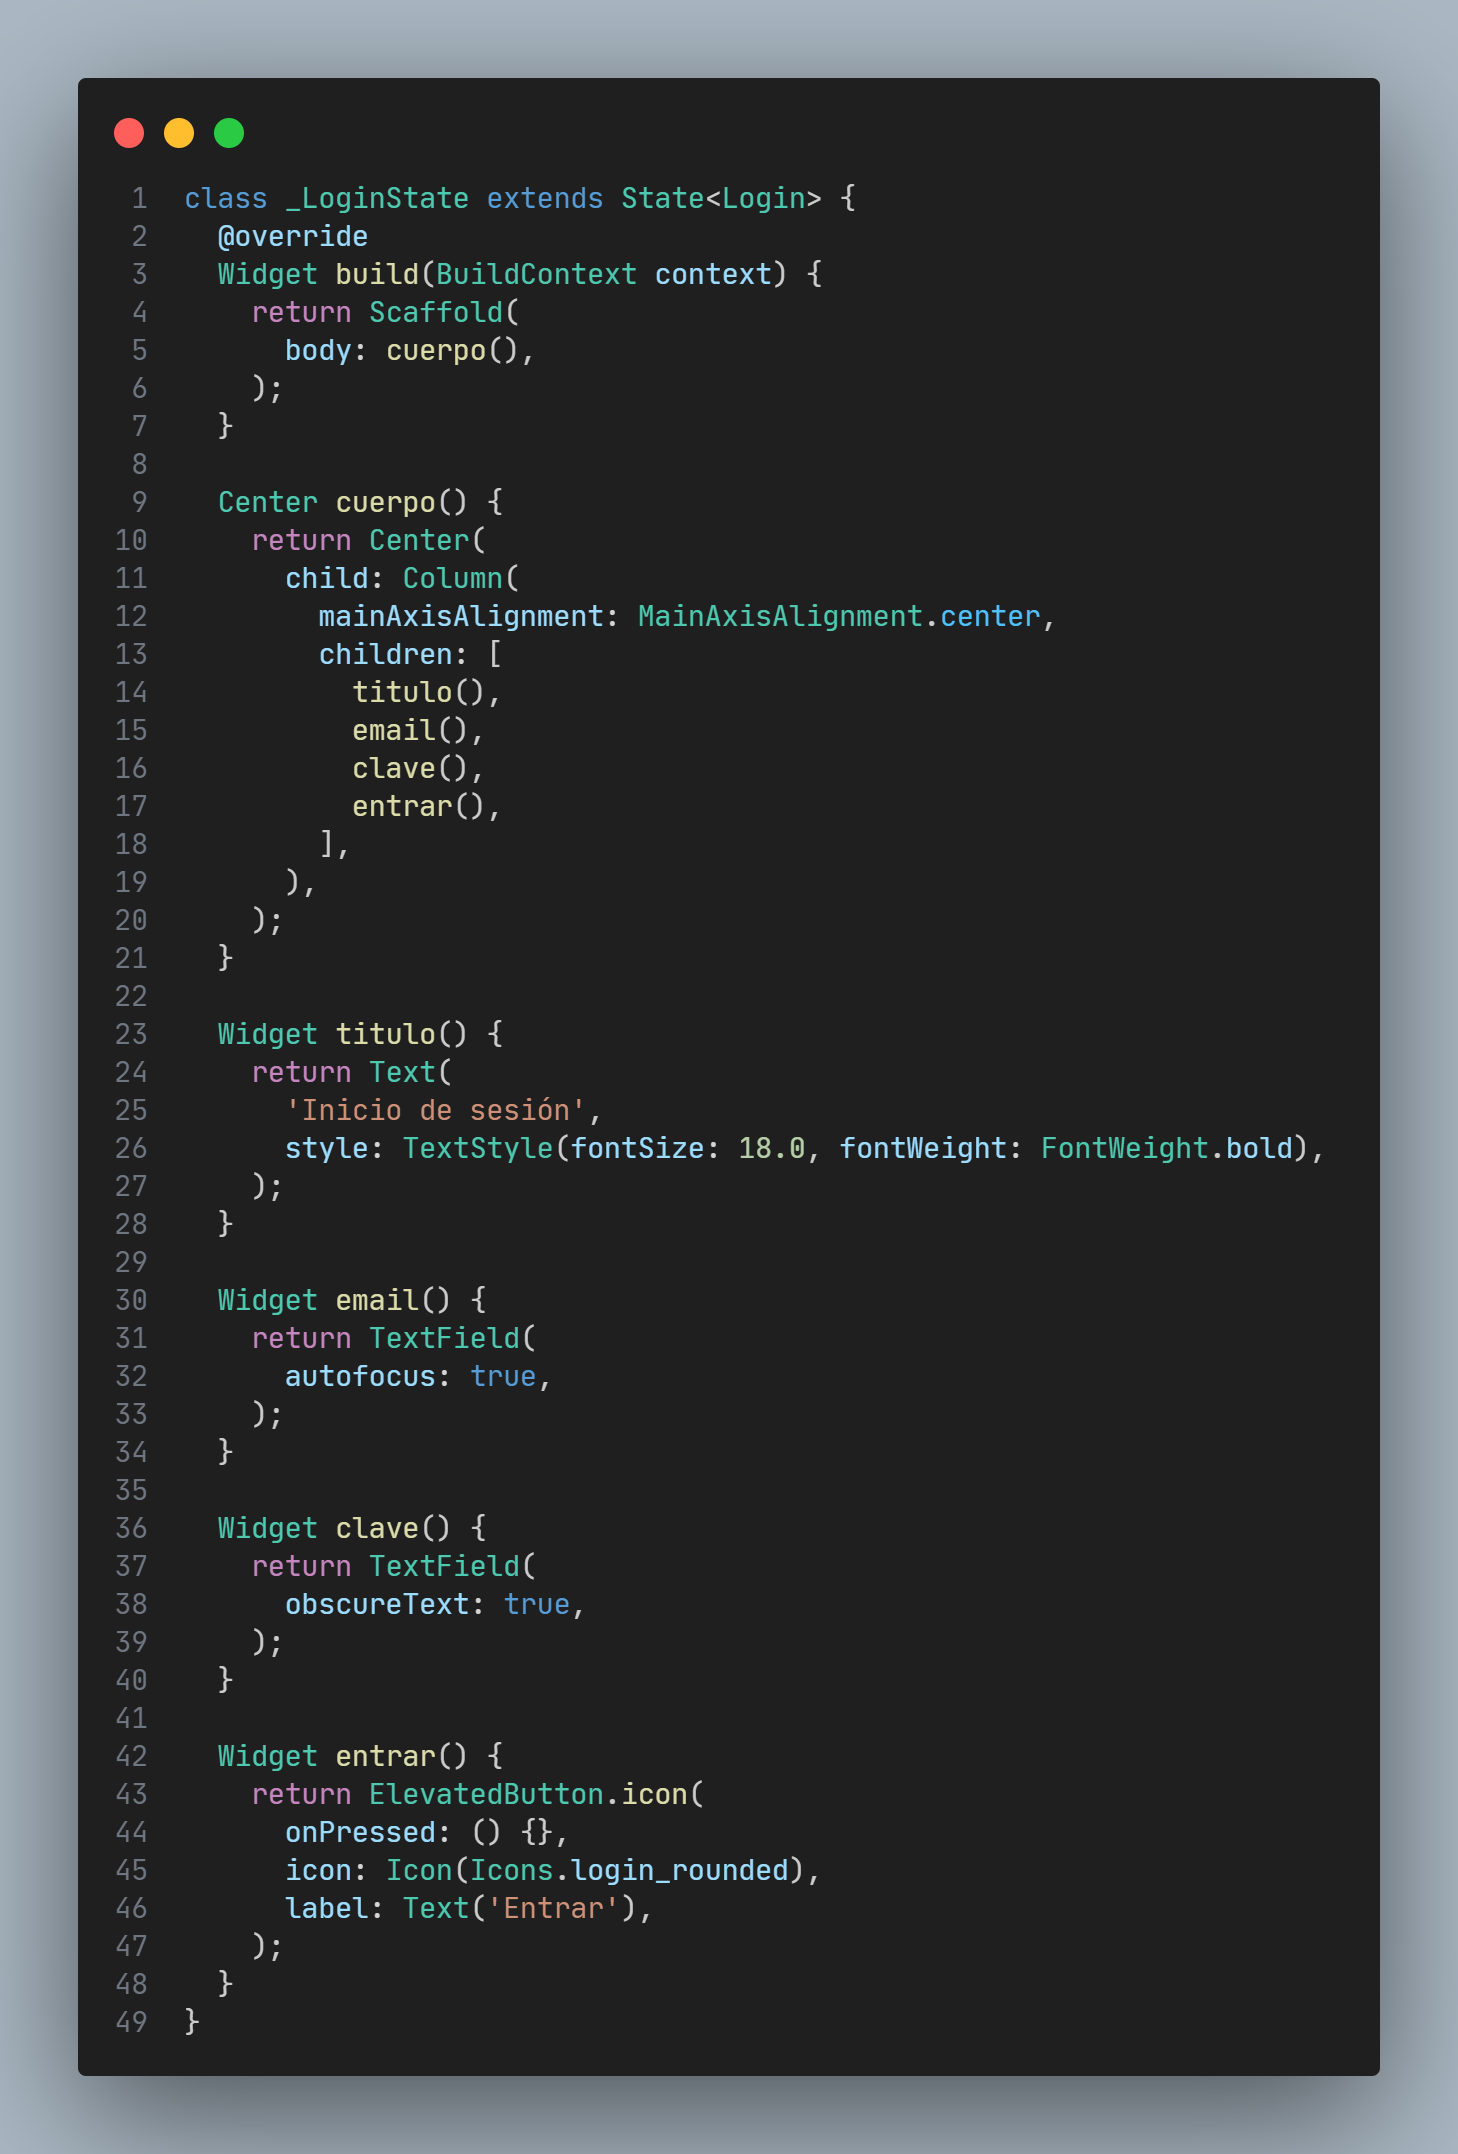 1 class _LoginState extends State<Login> {
2   @override
3   Widget build(BuildContext context) {
4     return Scaffold(
5       body: cuerpo(),
6     );
7   }
8
9   Center cuerpo() {
10     return Center(
11       child: Column(
12         mainAxisAlignment: MainAxisAlignment.center,
13         children: [
14           titulo(),
15           email(),
16           clave(),
17           entrar(),
18         ],
19       ),
20     );
21   }
22
23   Widget titulo() {
24     return Text(
25       'Inicio de sesión',
26       style: TextStyle(fontSize: 18.0, fontWeight: FontWeight.bold),
27     );
28   }
29
30   Widget email() {
31     return TextField(
32       autofocus: true,
33     );
34   }
35
36   Widget clave() {
37     return TextField(
38       obscureText: true,
39     );
40   }
41
42   Widget entrar() {
43     return ElevatedButton.icon(
44       onPressed: () {},
45       icon: Icon(Icons.login_rounded),
46       label: Text('Entrar'),
47     );
48   }
49 }